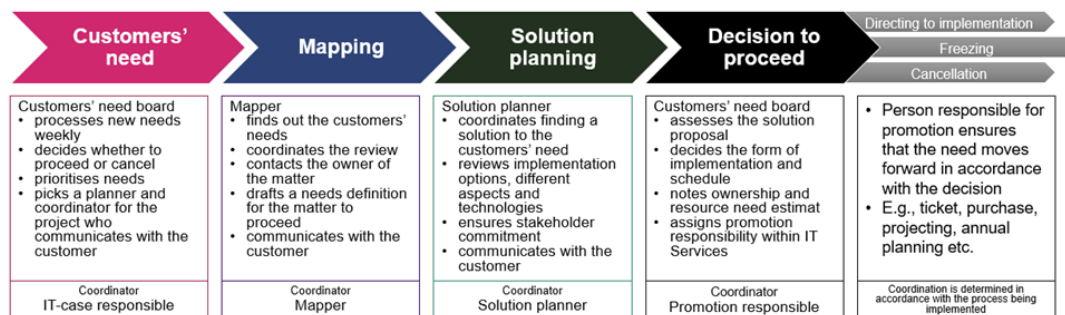 Customers'
need
Mapping
Solution
planning
Decision to
proceed
Directing to implementation
Freezing
Cancellation
Customers' need board
• processes new needs
weekly
• decides whether to
proceed or cancel
• prioritises needs
• picks a planner and
coordinator for the
project who
communicates with the
customer
Coordinator
IT-case responsible
Mapper
• finds out the customers'
needs
• coordinates the review
• contacts the owner of
the matter
• drafts a needs definition
for the matter to
proceed
• communicates with the
customer
Coordinator
Mapper
Solution planner
• coordinates finding a
solution to the
customers' need
• reviews implementation
options, different
aspects and
technologies
• ensures stakeholder
commitment
• communicates with the
customer
Coordinator
Solution planner
Customers' need board
• assesses the solution
proposal
• decides the form of
implementation and
schedule
• notes ownership and
resource need estimat
• assigns promotion
responsibility within IT
Services
Coordinator
Promotion responsible
• Person responsible for
promotion ensures
that the need moves
forward in accordance
with the decision
• E.g., ticket, purchase,
projecting, annual
planning etc.
Coordination is determined in
accordance with the process being
implemented